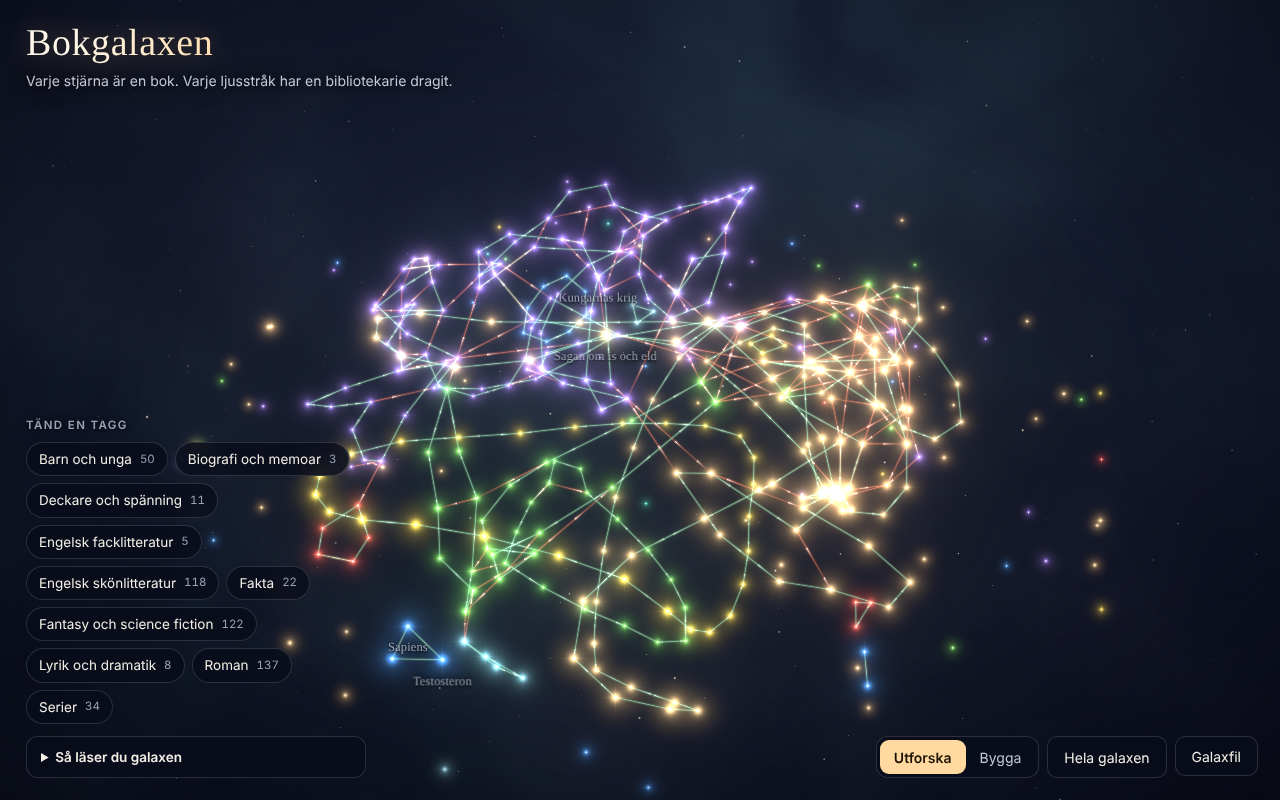 Bokgalaxen
Varje stjärna är en bok. Varje ljusstråk har en bibliotekarie dragit.
Kungarnas krig
Sagan om is och eld
TÄND EN TAGG
Barn och unga 50
Biografi och memoar 3
Deckare och spänning 11
Engelsk facklitteratur 5
Engelsk skönlitteratur 118
Fakta 22
Fantasy och science fiction 122
Lyrik och dramatik 8
Roman 137
Serier 34
Sapiens
Testosteron
Så läser du galaxen
Utforska
Bygga
Hela galaxen
Galaxfil